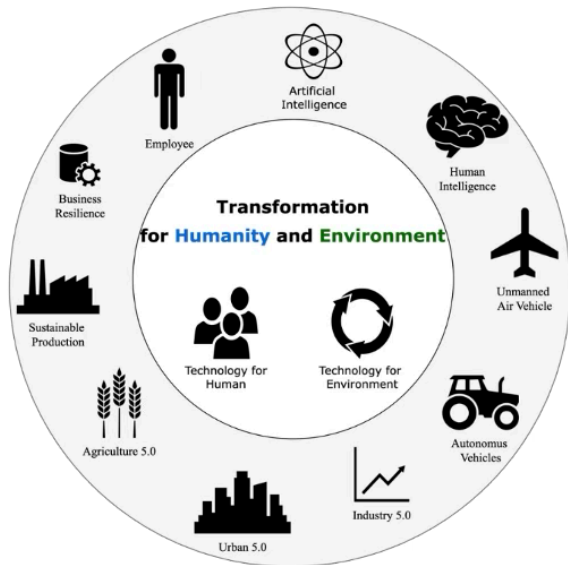 Artificial
Intelligence
Employee
Human
Intelligence
Business
Resilience
Transformation
for Humanity and Environment
Unmanned
Air Vehicle
Sustainable
Production
Technology for
Human
Technology for
Environment
Autonomus
Vehicles
Agriculture 5.0
Industry 5.0
Urban 5.0